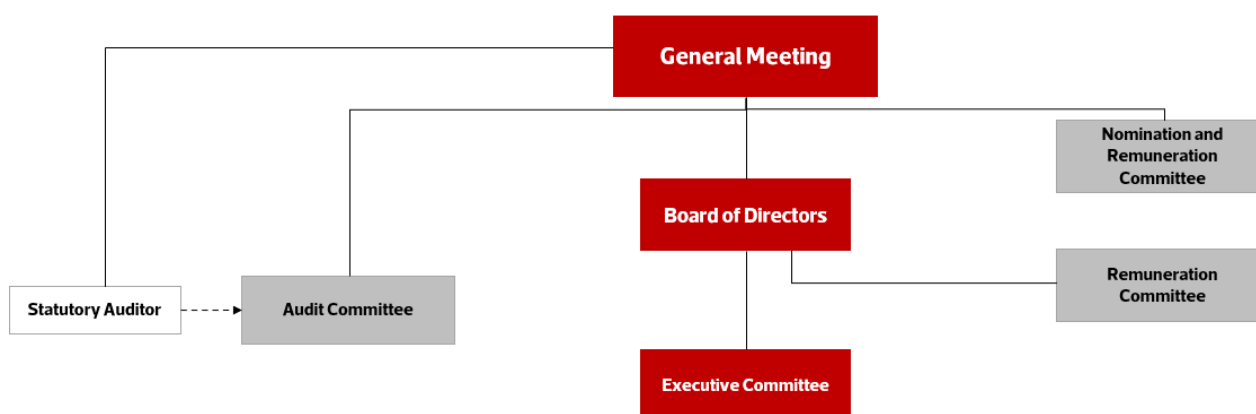 General Meeting
Nomination and
Remuneration
Committee
Board of Directors
Remuneration
Committee
Statutory Auditor
Audit Committee
Executive Committee